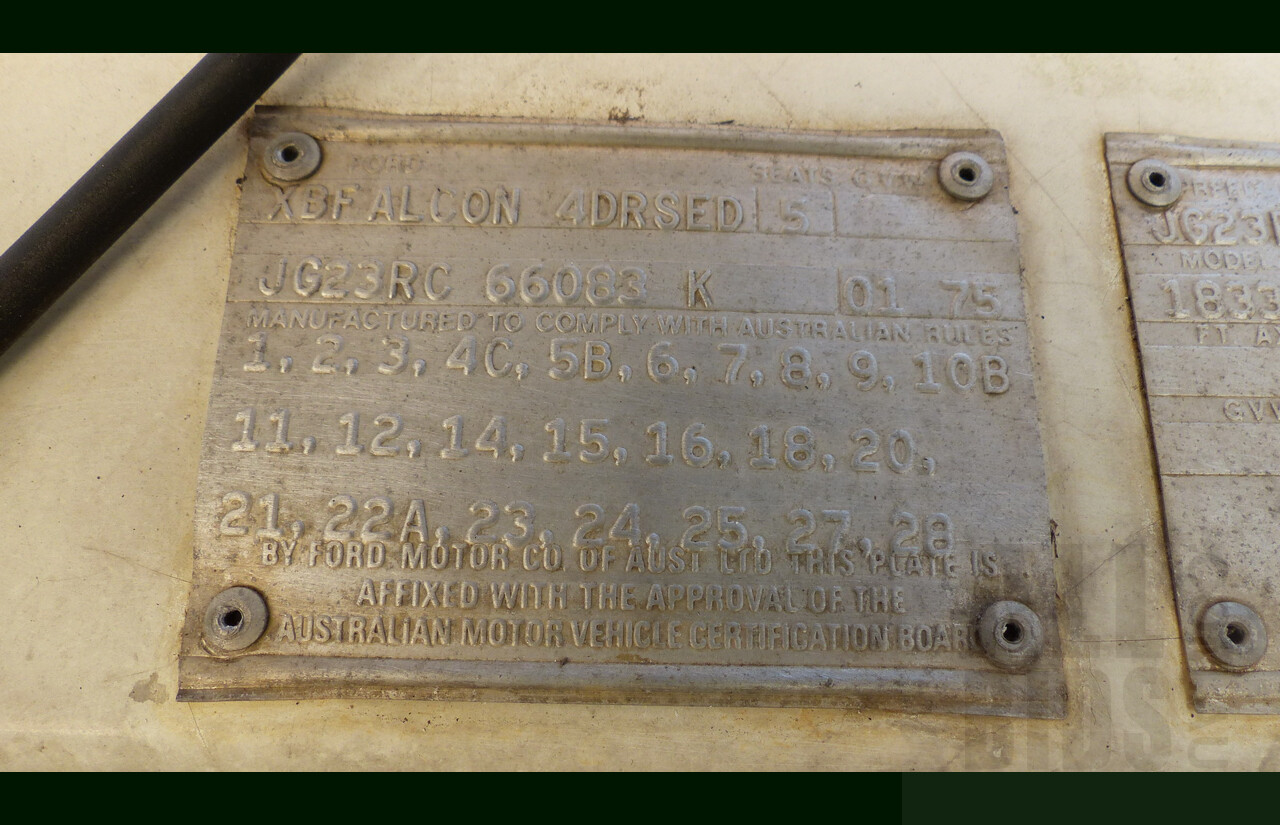 FORD SEATS G.V.W.
XBFALCON 4DRSED 5
JG23RC 66083 K 01 75
MANUFACTURED TO COMPLY WITH AUSTRALIAN RULES
1, 2, 3, 4C, 5B, 6, 7, 8, 9, 10B
11, 12, 14, 15, 16, 18, 20,
21, 22A, 23, 24, 25, 27, 28
BY FORD MOTOR CO. OF AUST LTD THIS PLATE IS
AFFIXED WITH THE APPROVAL OF THE
AUSTRALIAN MOTOR VEHICLE CERTIFICATION BOARD
JG23
MODEL
1833
FT